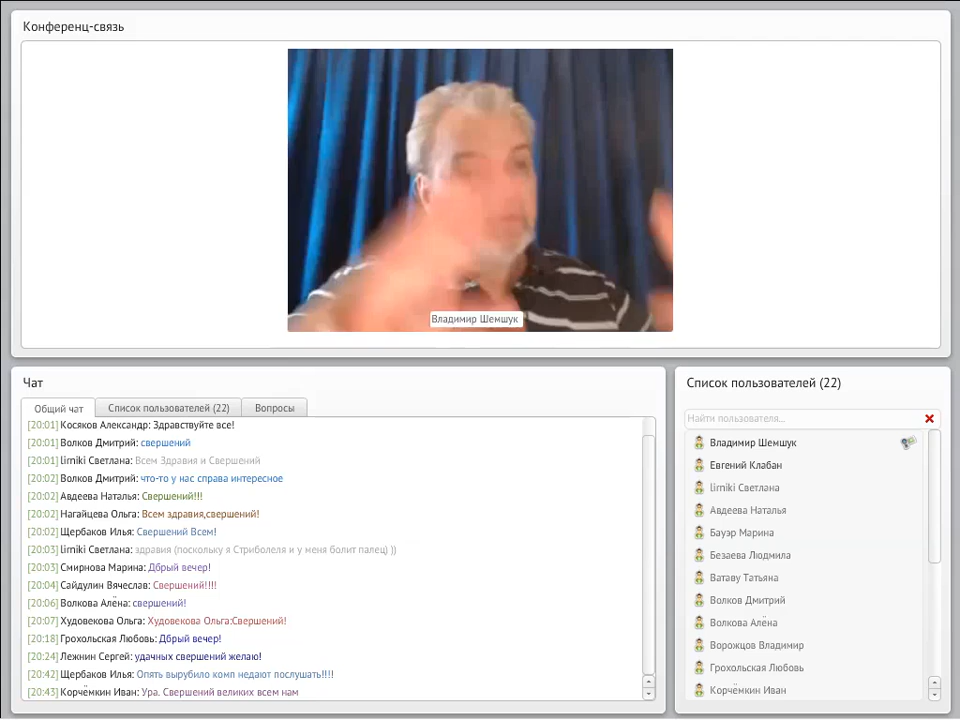 Конференц-связь
Владимир Шемшук
Чат
Общий чат
Список пользователей (22)
Вопросы
[20:01] Косяков Александр: Здравствуйте все!
[20:01] Волков Дмитрий: свершений
[20:01] lirniki Светлана: Всем Здравия и Свершений
[20:02] Волков Дмитрий: что-то у нас справа интересное
[20:02] Авдеева Наталья: Свершений!!!
[20:02] Нагайцева Ольга: Всем здравия,свершений!
[20:02] Щербаков Илья: Свершений Всем!
[20:03] lirniki Светлана: здравия (поскольку я Стриболеля и у меня болит палец) ))
[20:03] Смирнова Марина: Дбрый вечер!
[20:04] Сайдулин Вячеслав: Свершений!!!!
[20:06] Волкова Алёна: свершений!
[20:07] Худовекова Ольга: Худовекова Ольга:Свершений!
[20:18] Грохольская Любовь: Дбрый вечер!
[20:24] Лежнин Сергей: удачных свершений желаю!
[20:42] Щербаков Илья: Опять вырубило комп недают послушать!!!!
[20:43] Корчёмкин Иван: Ура. Свершений великих всем нам
Список пользователей (22)
Найти пользователя...
Владимир Шемшук
Евгений Клабан
lirniki Светлана
Авдеева Наталья
Бауэр Марина
Безаева Людмила
Ватаву Татьяна
Волков Дмитрий
Волкова Алёна
Ворожцов Владимир
Грохольская Любовь
Корчёмкин Иван